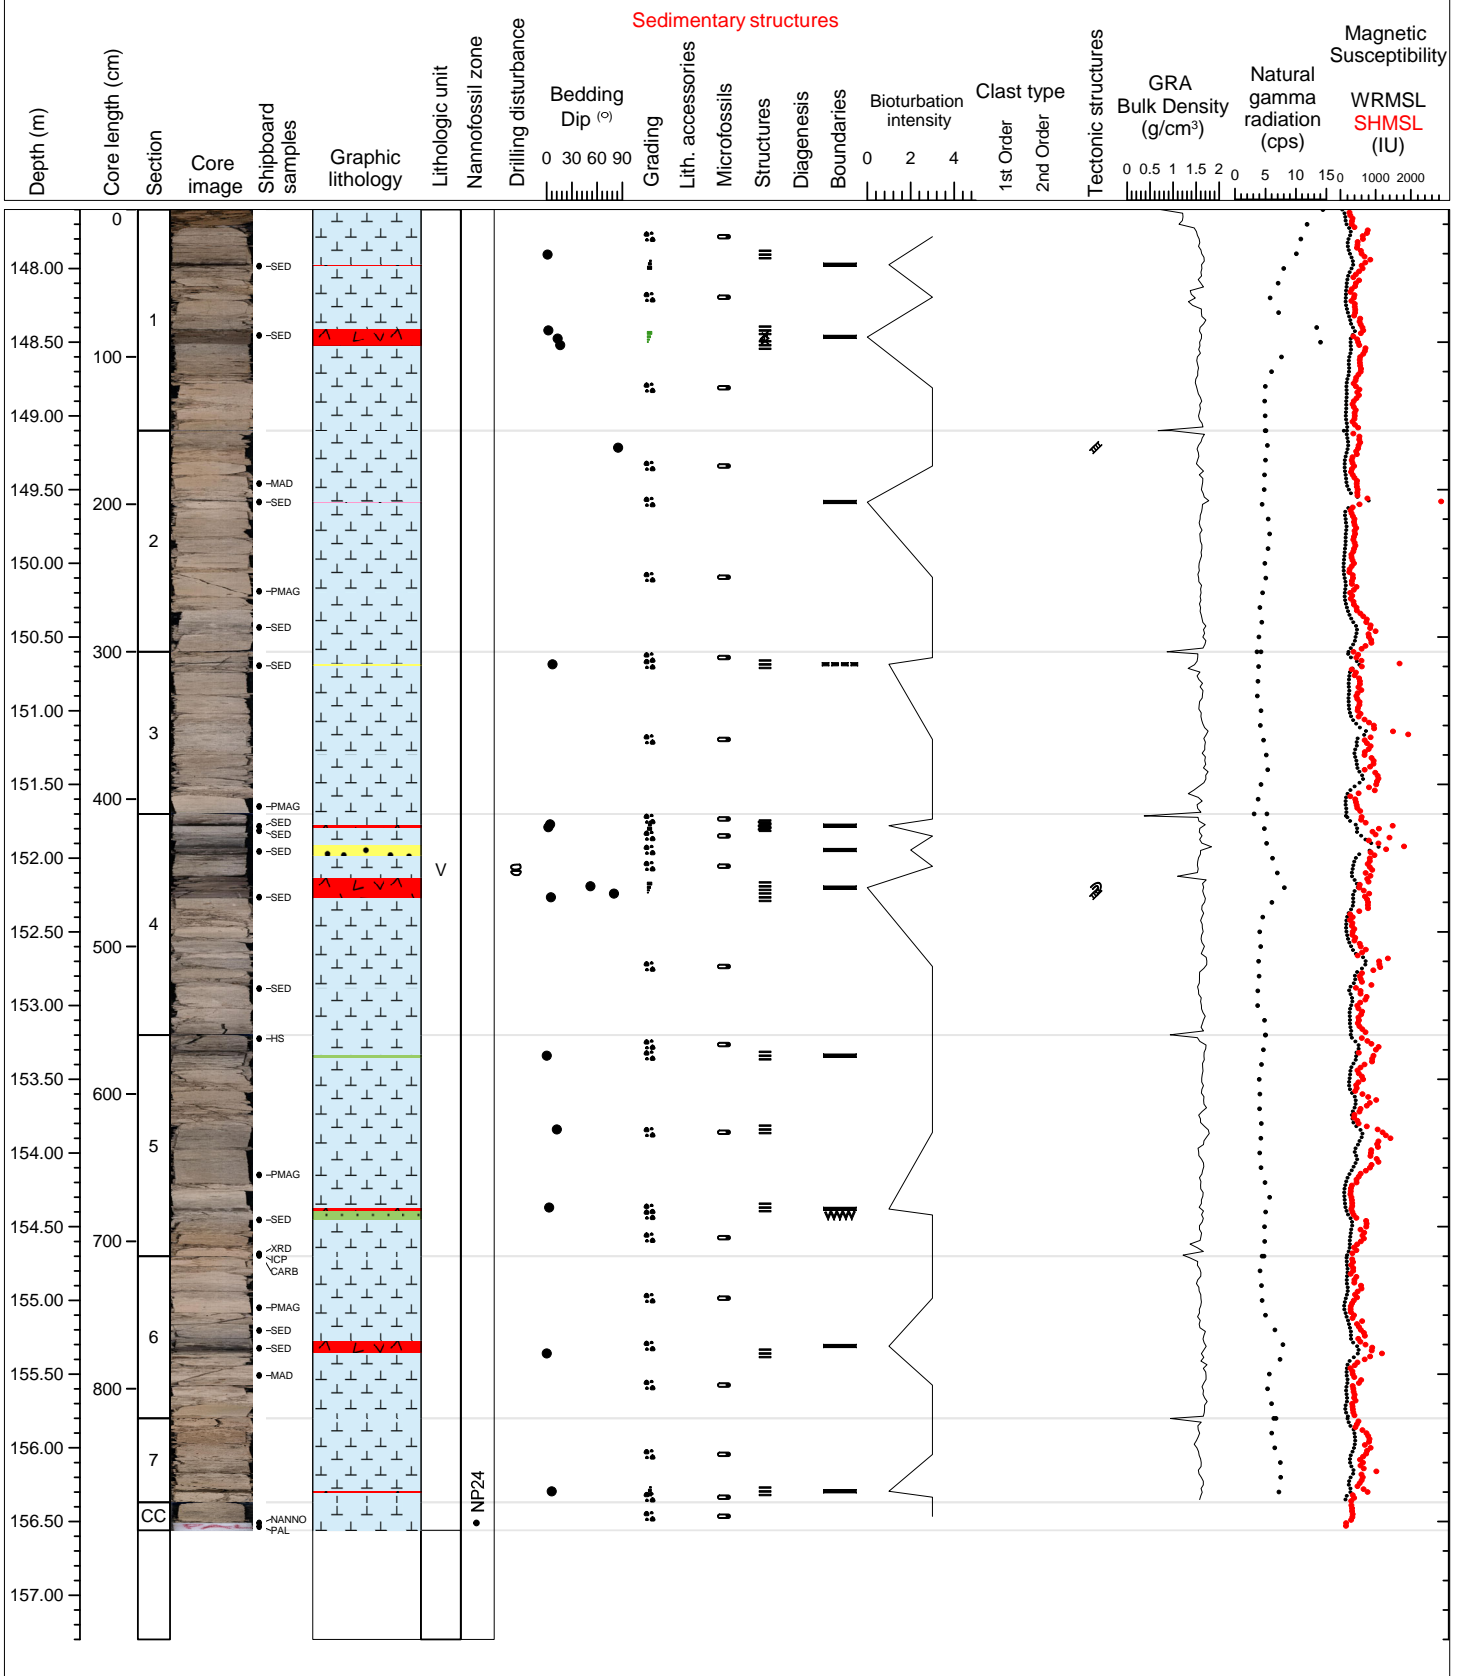 Sedimentary structures
Depth (m)
Core length (cm)
Section
Core
image
Shipboard
samples
Graphic
lithology
Lithologic unit
Nannofossil zone
Drilling disturbance
Bedding
Dip (o)
0 30 60 90
Grading
Lith. accessories
Microfossils
Structures
Diagenesis
Boundaries
Bioturbation
intensity
0 2 4
Clast type
1st Order
2nd Order
Tectonic structures
GRA
Bulk Density
(g/cm3)
0 0.5 1 1.5 2
Natural
gamma
radiation
(cps)
0 5 10 15
Magnetic
Susceptibility
WRMSL
SHMSL
(IU)
0 1000 2000
148.00
148.50
149.00
149.50
150.00
150.50
151.00
151.50
152.00
152.50
153.00
153.50
154.00
154.50
155.00
155.50
156.00
156.50
157.00
0
100
200
300
400
500
600
700
800
1
2
3
4
5
6
7
CC
SED
SED
MAD
SED
PMAG
SED
SED
PMAG
SED
SED
SED
SED
SED
HS
PMAG
SED
XRD
ICP
CARB
PMAG
SED
SED
MAD
NANNO
PAL
V
NP24